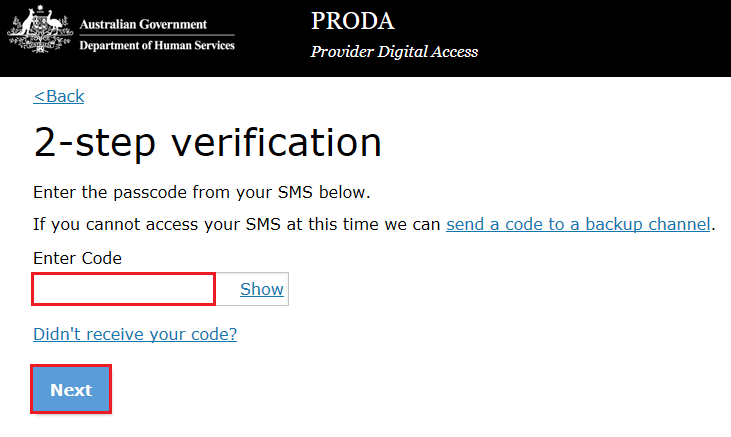 Australian Government
Department of Human Services
PRODA
Provider Digital Access
<Back
2-step verification
Enter the passcode from your SMS below.
If you cannot access your SMS at this time we can send a code to a backup channel.
Enter Code
Show
Didn't receive your code?
Next